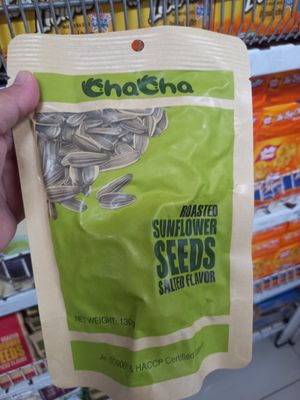 ChaCha
ROASTED
SUNFLOWER
SEEDS
SALTED FLAVOR
NET WEIGHT: 130g
& HACCP Certified